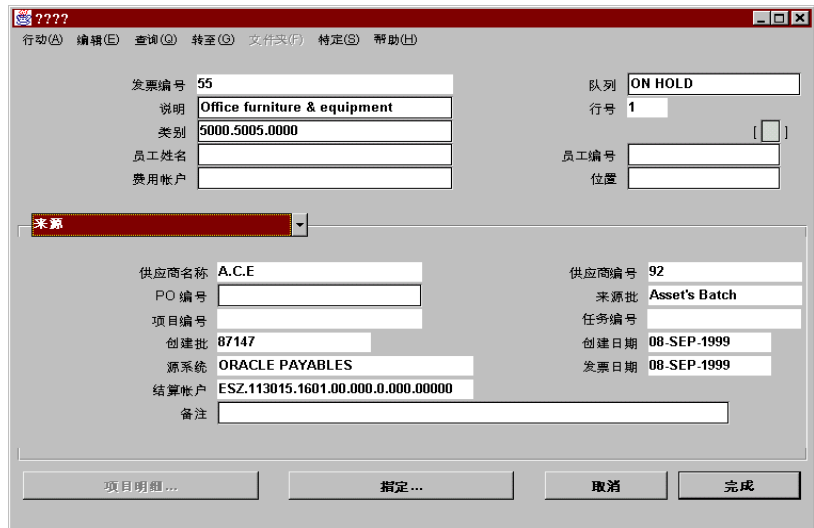 ????
行动(A) 编辑(E) 查询(Q) 转至(G) 文件夹(F) 特定(S) 帮助(H)
发票编号 55 队列 ON HOLD
说明 Office furniture & equipment 行号 1
类别 5000.5005.0000 [ ]
员工姓名 员工编号
费用帐户 位置
来源
供应商名称 A.C.E 供应商编号 92
PO 编号 来源批 Asset's Batch
项目编号 任务编号
创建批 87147 创建日期 08-SEP-1999
源系统 ORACLE PAYABLES 发票日期 08-SEP-1999
结算帐户 ESZ.113015.1601.00.000.0.000.00000
备注
项目明细... 指定... 取消 完成